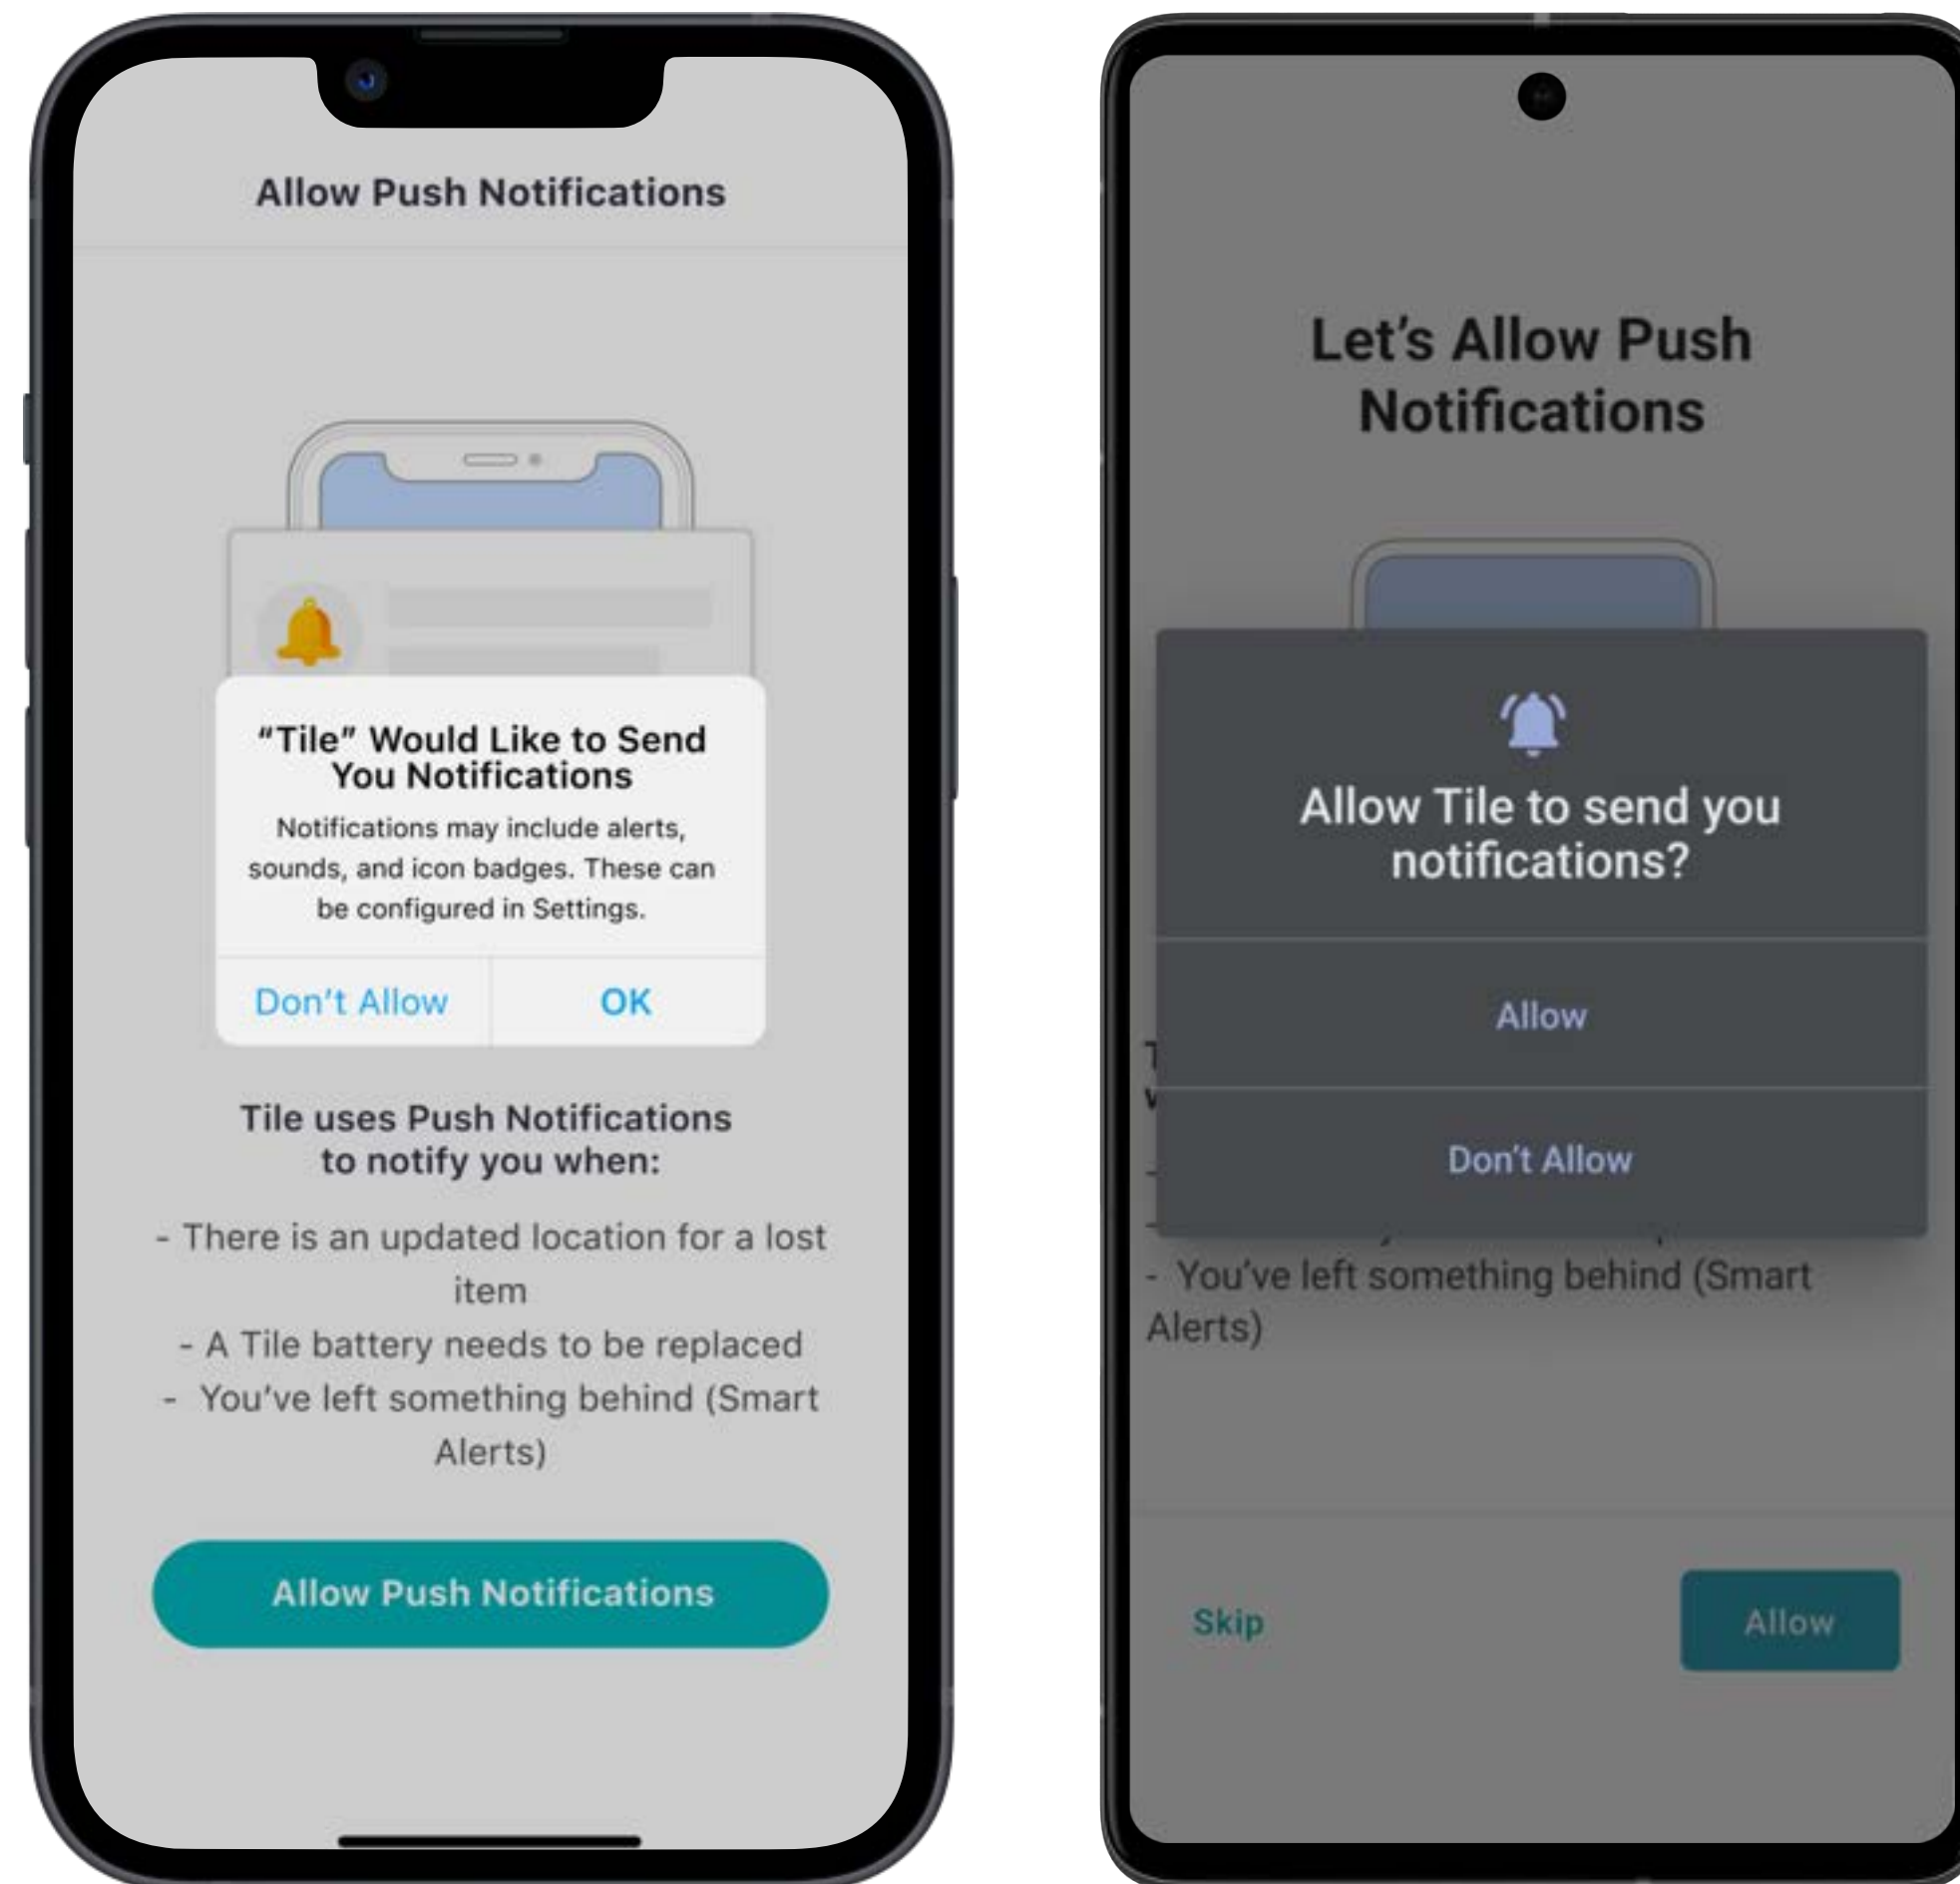 Allow Push Notifications
“Tile” Would Like to Send
You Notifications
Notifications may include alerts,
sounds, and icon badges. These can
be configured in Settings.
Don’t Allow
OK
Tile uses Push Notifications
to notify you when:
- There is an updated location for a lost
item
- A Tile battery needs to be replaced
- You’ve left something behind (Smart
Alerts)
Allow Push Notifications
Let’s Allow Push
Notifications
Allow Tile to send you
notifications?
Allow
Don’t Allow
- You’ve left something behind (Smart
Alerts)
Skip
Allow